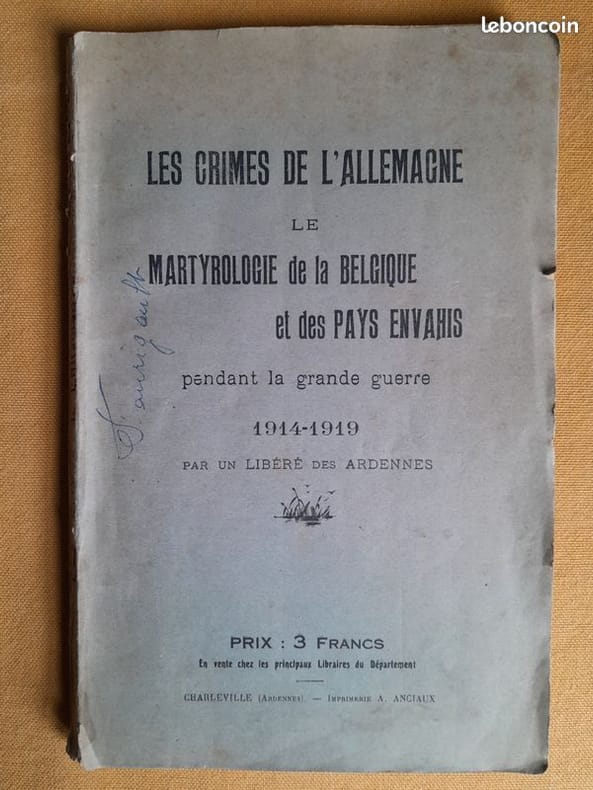 leboncoin
LES CRIMES DE L'ALLEMAGNE
LE
MARTYROLOGIE de la BELGIQUE
et des PAYS ENVAHIS
pendant la grande guerre
1914-1919
PAR UN LIBÉRÉ DES ARDENNES
PRIX : 3 FRANCS
En vente chez les principaux Libraires du Département
CHARLEVILLE (ARDENNES). — IMPRIMERIE A. ANCIAUX